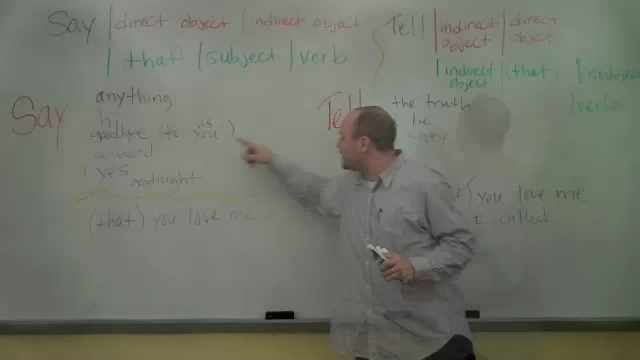 Say | direct object | indirect object
| that | subject | verb
Say
anything
goodbye (to us you)
a word
yes
goodnight
(that) you love me
Tell | indirect object | direct object
| indirect object | (that) | subject
| verb
Tell
the truth
lie
story
you love me
I called